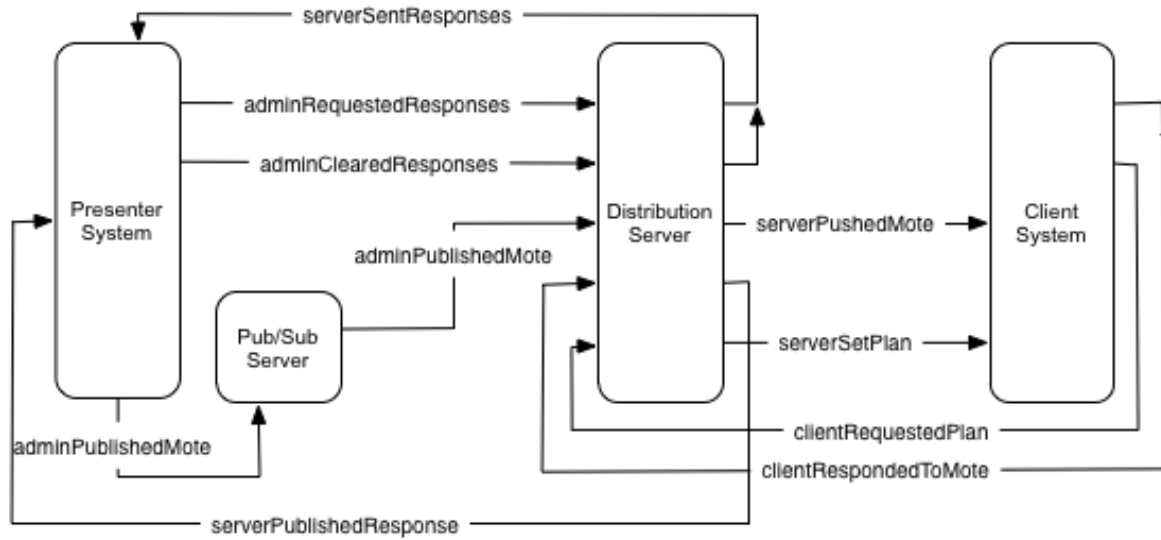 serverSentResponses
adminRequestedResponses
adminClearedResponses
Presenter
System
Distribution
Server
serverPushedMote
Client
System
adminPublishedMote
Pub/Sub
Server
serverSetPlan
adminPublishedMote
clientRequestedPlan
clientRespondedToMote
serverPublishedResponse